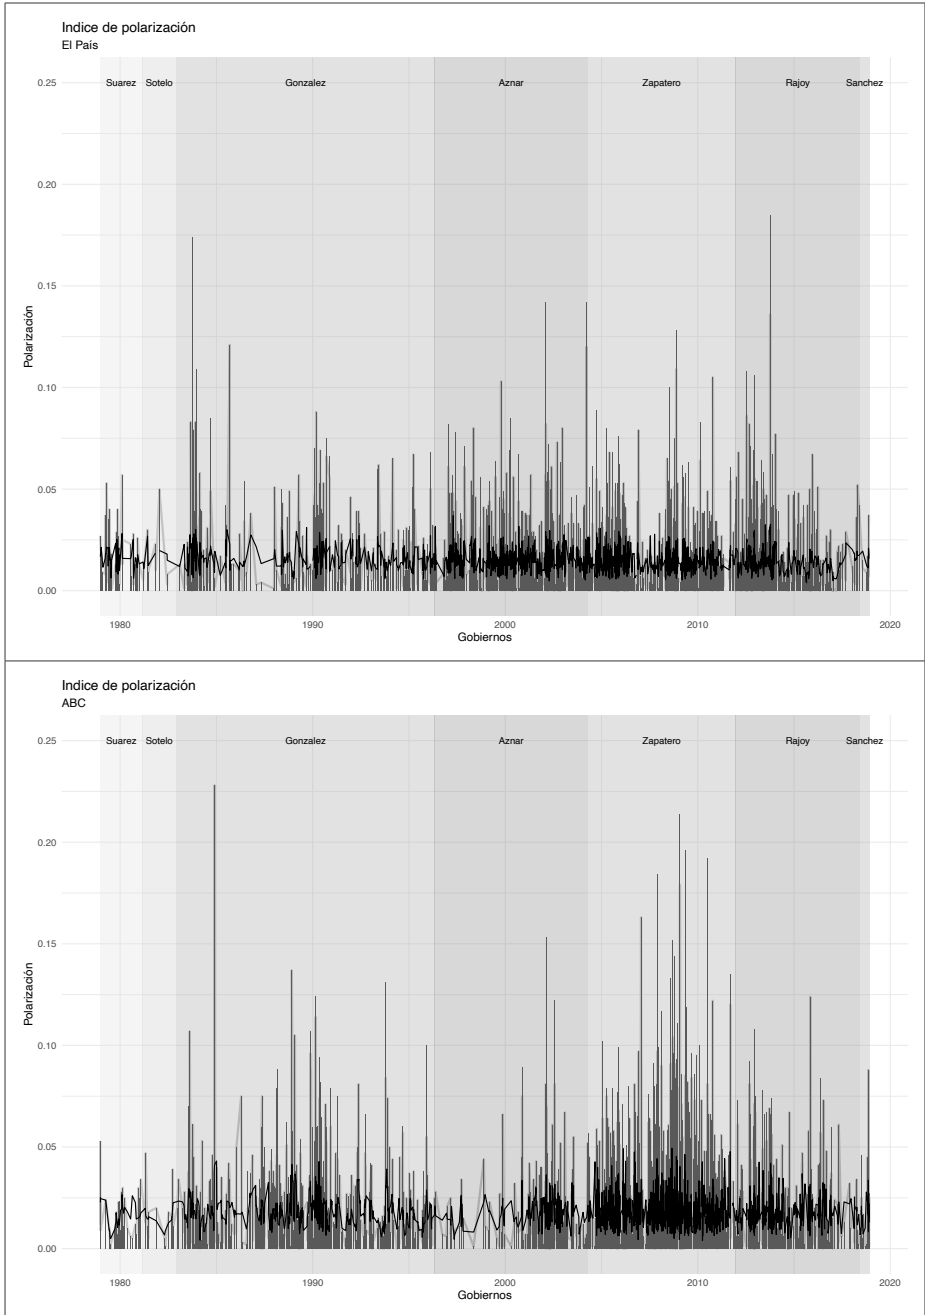 Indice de polarización
El País
0.25
Suarez Sotelo Gonzalez Aznar Zapatero Rajoy Sanchez
0.20
0.15
Polarización
0.10
0.05
0.00
1980 1990 2000 2010 2020
Gobiernos
Indice de polarización
ABC
0.25
Suarez Sotelo Gonzalez Aznar Zapatero Rajoy Sanchez
0.20
0.15
Polarización
0.10
0.05
0.00
1980 1990 2000 2010 2020
Gobiernos